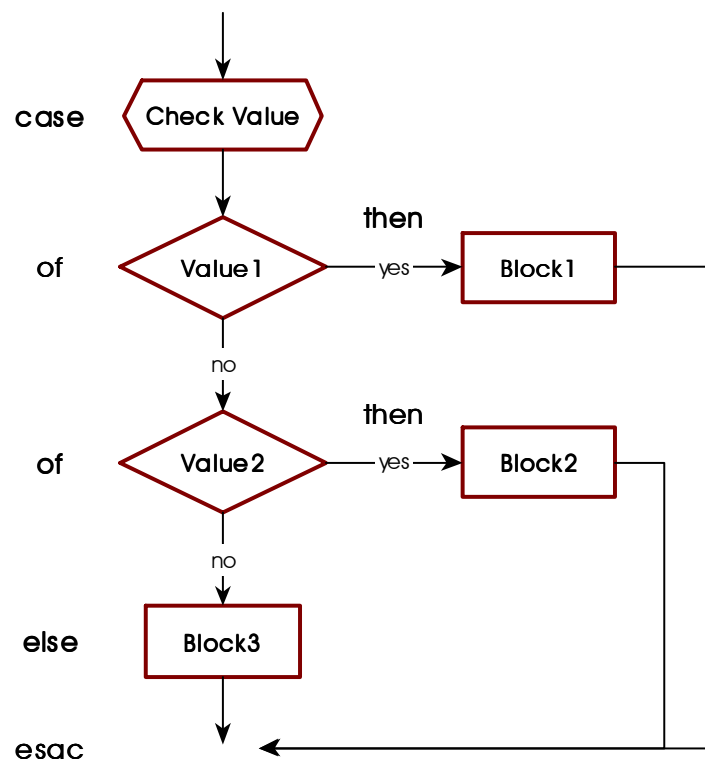 case
Check Value
then
of
Value1
yes
Block1
no
then
of
Value2
yes
Block2
no
else
Block3
esac